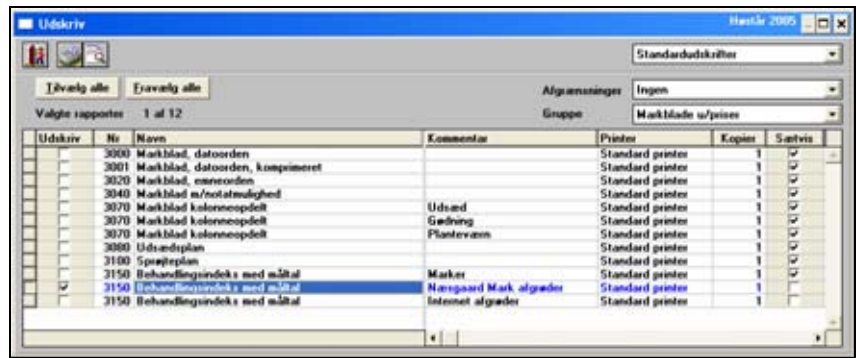 Udskriv Høstår 2005
Standardudskrifter
Tilvælg alle Fravælg alle Afgrænsninger Ingen
Valgte rapporter 1 af 12 Gruppe Markblade u/priser
Udskriv Nr Navn Kommentar Printer Kopier Sætvis
3000 Markblad, datoorden Standard printer 1
3001 Markblad, datoorden, komprimeret Standard printer 1
3020 Markblad, emneorden Standard printer 1
3040 Markblad m/notatmulighed Standard printer 1
3070 Markblad kolonneopdelt Udsæd Standard printer 1
3070 Markblad kolonneopdelt Gødning Standard printer 1
3070 Markblad kolonneopdelt Planteværn Standard printer 1
3080 Udsædsplan Standard printer 1
3100 Sprøjteplan Standard printer 1
3150 Behandlingsindeks med måltal Marker Standard printer 1
3150 Behandlingsindeks med måltal Næsgaard Mark afgrøder Standard printer 1
3150 Behandlingsindeks med måltal Internet afgrøder Standard printer 1